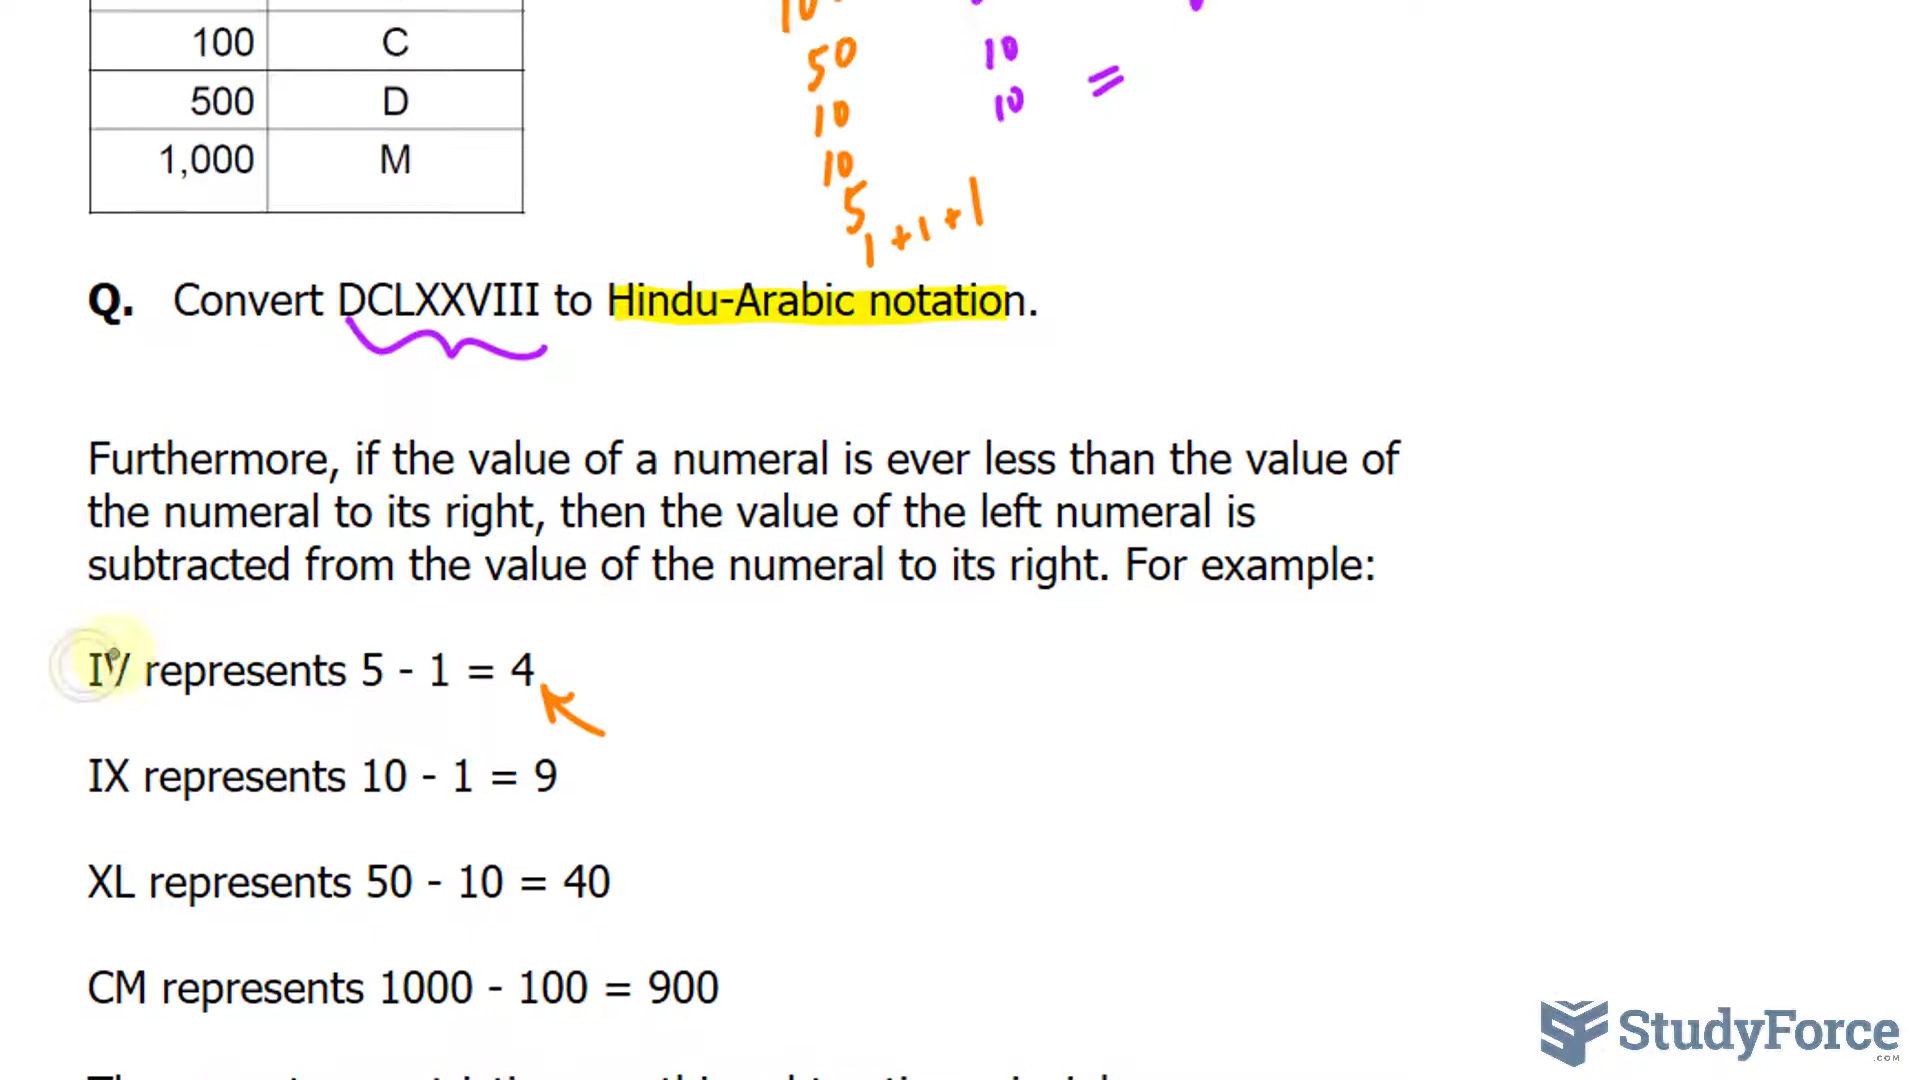 100 C
500 D
1,000 M
50
10
10
5
1 + 1 + 1
10
10 =
Q. Convert DCLXXVIII to Hindu-Arabic notation.
Furthermore, if the value of a numeral is ever less than the value of
the numeral to its right, then the value of the left numeral is
subtracted from the value of the numeral to its right. For example:
IV represents 5 - 1 = 4
IX represents 10 - 1 = 9
XL represents 50 - 10 = 40
CM represents 1000 - 100 = 900
StudyForce
.COM